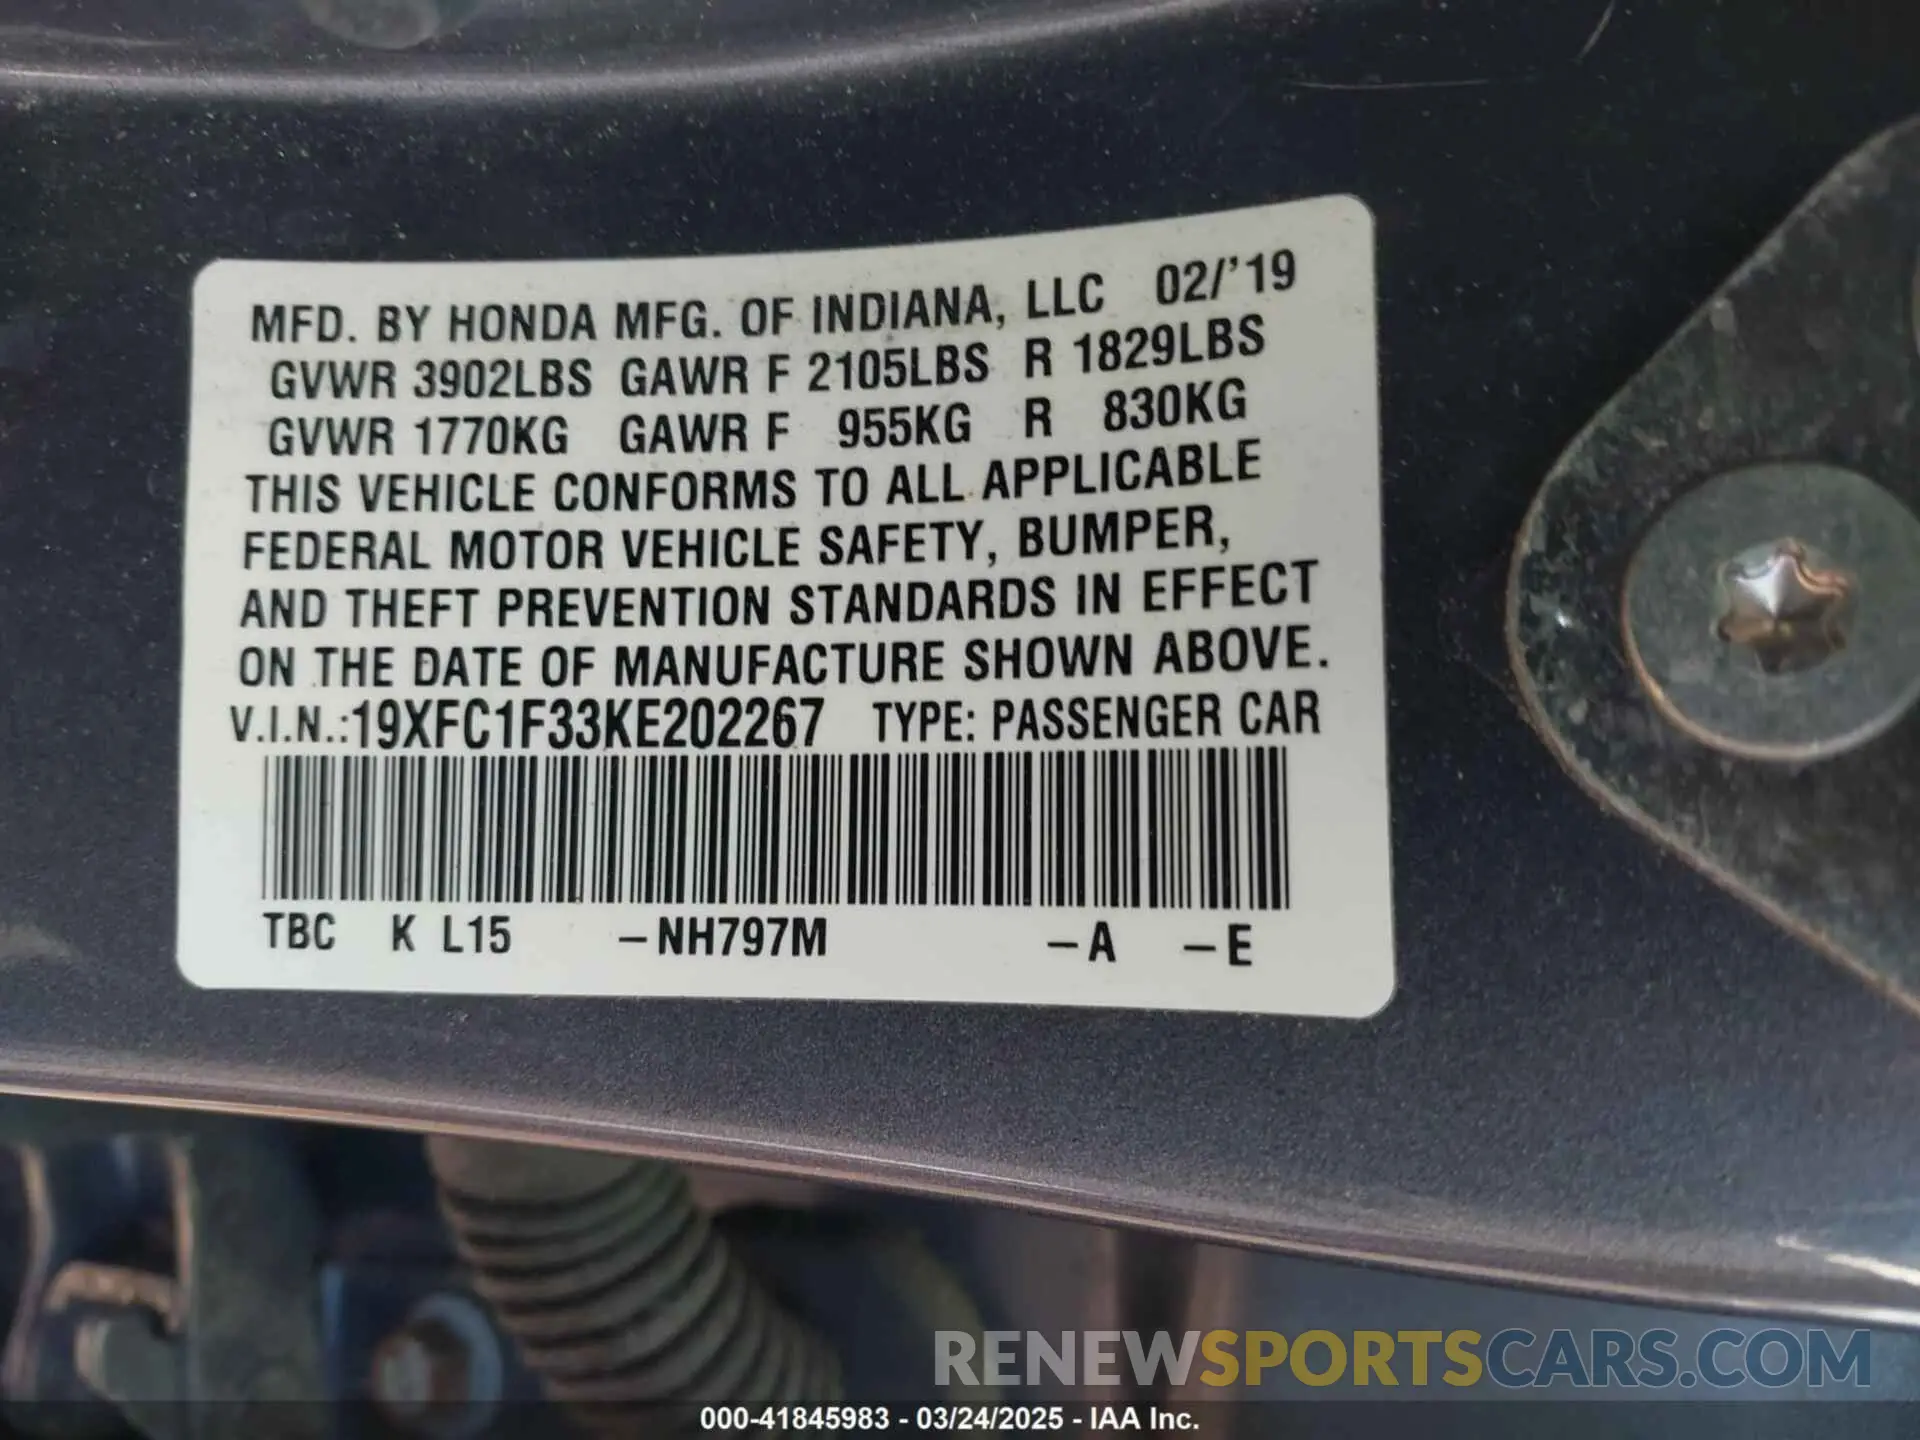 MFD. BY HONDA MFG. OF INDIANA, LLC 02/'19
GVWR 3902LBS GAWR F 2105LBS R 1829LBS
GVWR 1770KG GAWR F 955KG R 830KG
THIS VEHICLE CONFORMS TO ALL APPLICABLE
FEDERAL MOTOR VEHICLE SAFETY, BUMPER,
AND THEFT PREVENTION STANDARDS IN EFFECT
ON THE DATE OF MANUFACTURE SHOWN ABOVE.
V.I.N.:19XFC1F33KE202267 TYPE: PASSENGER CAR
TBC K L15 –NH797M –A –E
RENEWSPORTSCARS.COM
000-41845983 - 03/24/2025 - IAA Inc.